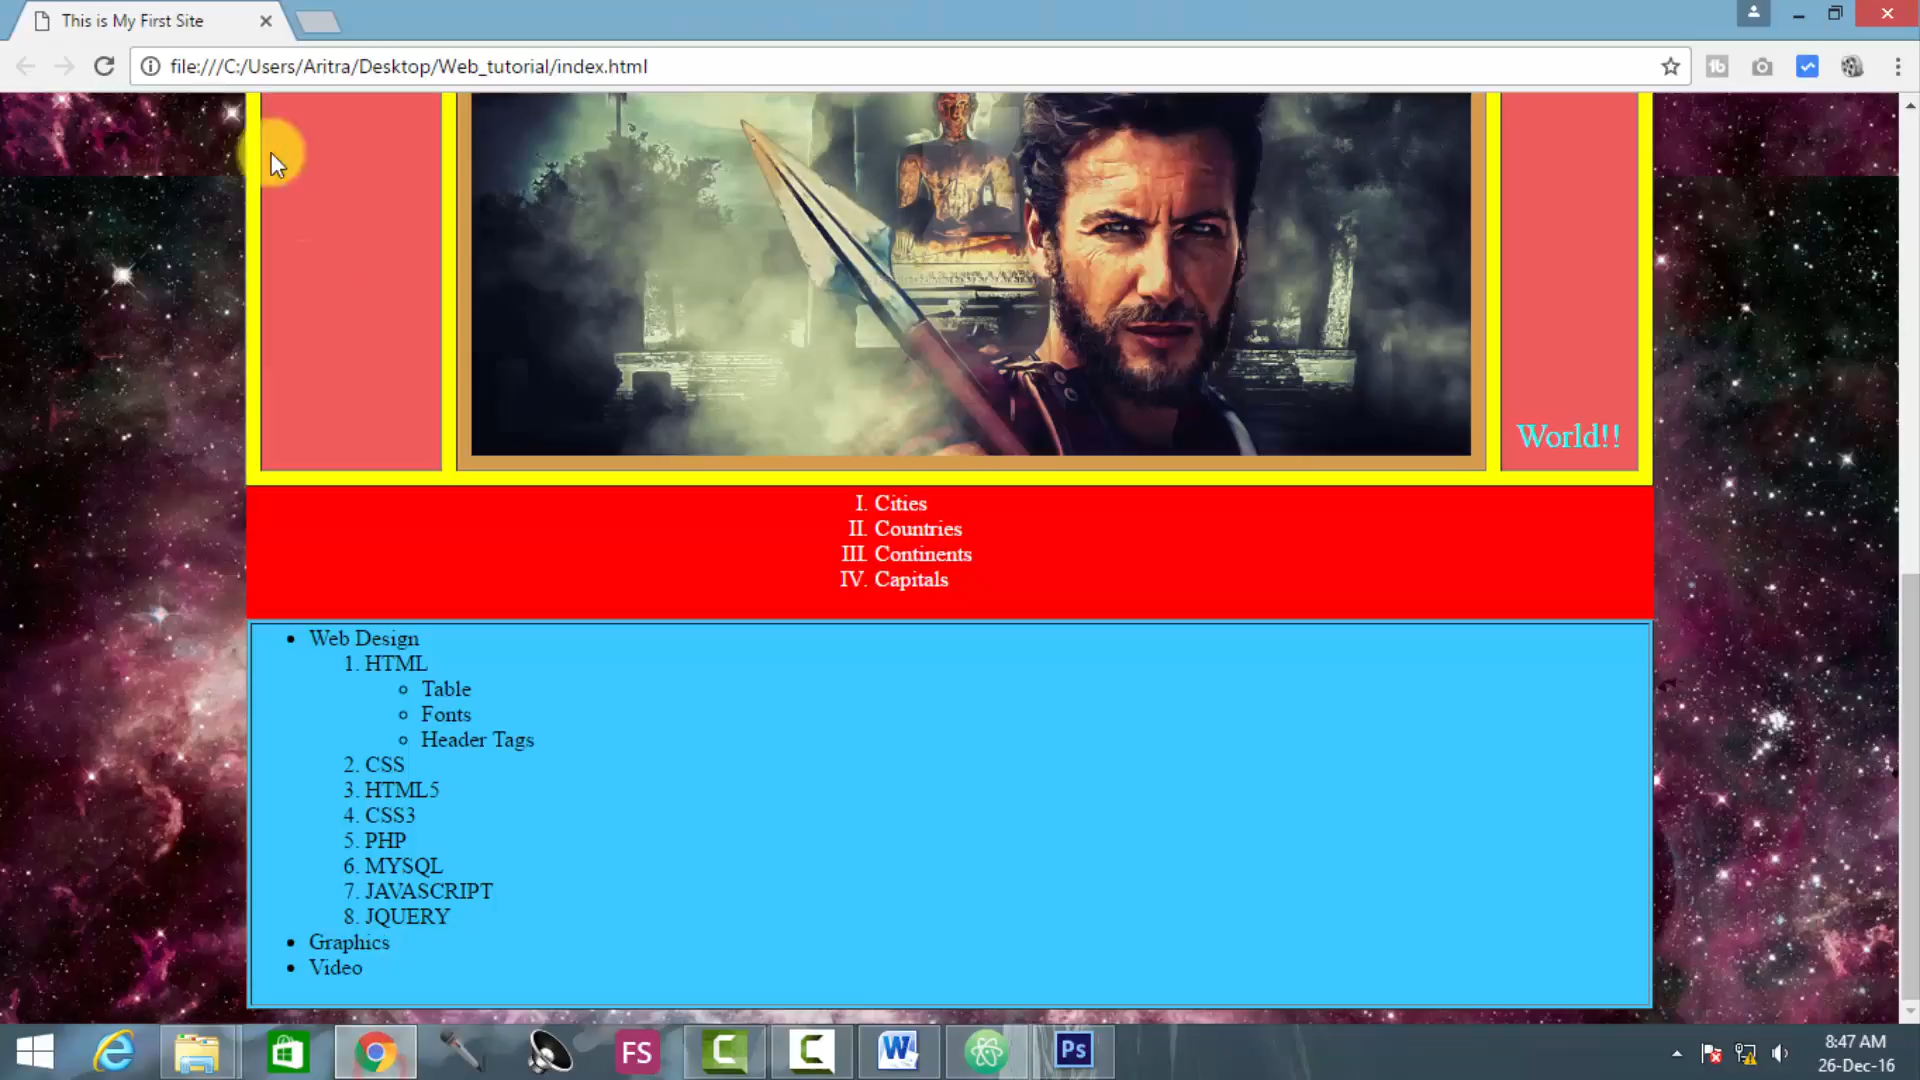 This is My First Site
file:///C:/Users/Aritra/Desktop/Web_tutorial/index.html
World!!
I. Cities
II. Countries
III. Continents
IV. Capitals
• Web Design
1. HTML
Table
Fonts
Header Tags
2. CSS
3. HTML5
4. CSS3
5. PHP
6. MYSQL
7. JAVASCRIPT
8. JQUERY
• Graphics
• Video
FS
Ps
8:47 AM
26-Dec-16